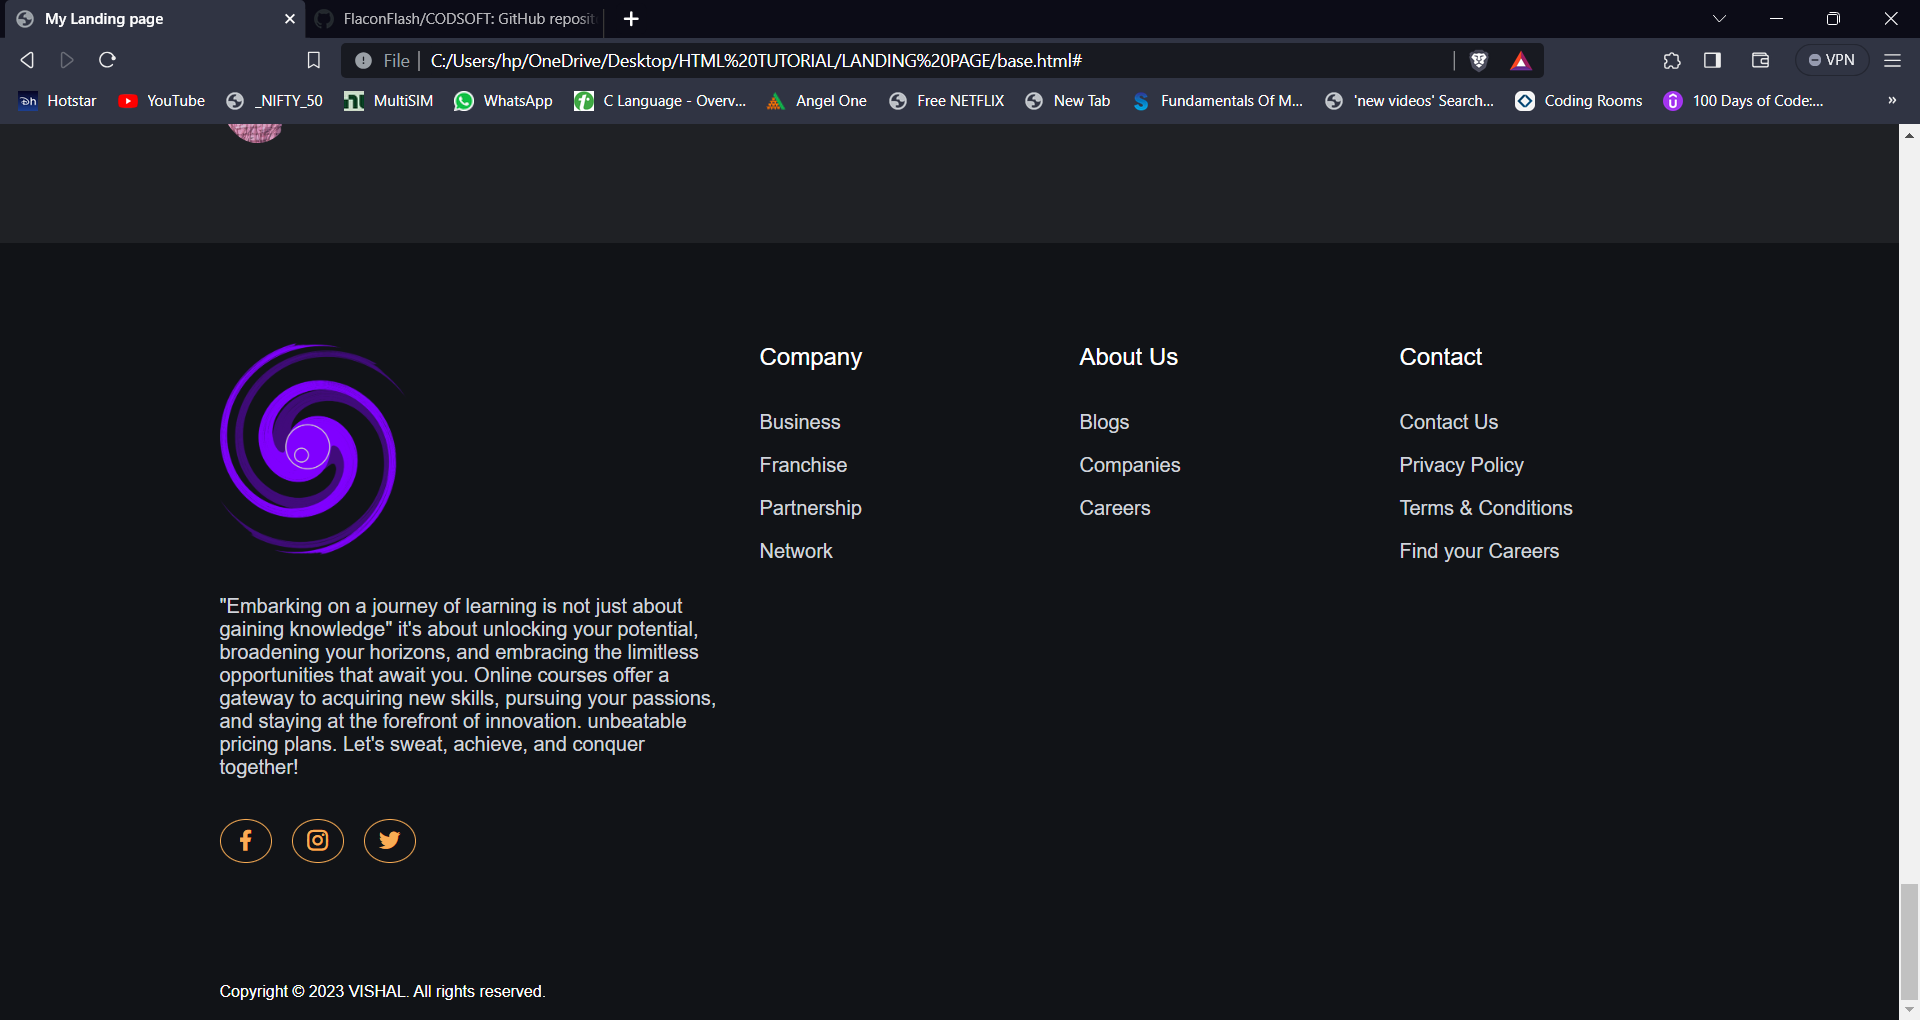 My Landing page
FlaconFlash/CODSOFT: GitHub reposit
File
C:/Users/hp/OneDrive/Desktop/HTML%20TUTORIAL/LANDING%20PAGE/base.html#
VPN
Hotstar
YouTube
_NIFTY_50
MultiSIM
WhatsApp
C Language - Overv...
Angel One
Free NETFLIX
New Tab
Fundamentals Of M...
'new videos' Search...
Coding Rooms
100 Days of Code:...
»
Company
Business
Franchise
Partnership
Network
About Us
Blogs
Companies
Careers
Contact
Contact Us
Privacy Policy
Terms & Conditions
Find your Careers
"Embarking on a journey of learning is not just about
gaining knowledge" it's about unlocking your potential,
broadening your horizons, and embracing the limitless
opportunities that await you. Online courses offer a
gateway to acquiring new skills, pursuing your passions,
and staying at the forefront of innovation. unbeatable
pricing plans. Let's sweat, achieve, and conquer
together!
Copyright © 2023 VISHAL. All rights reserved.